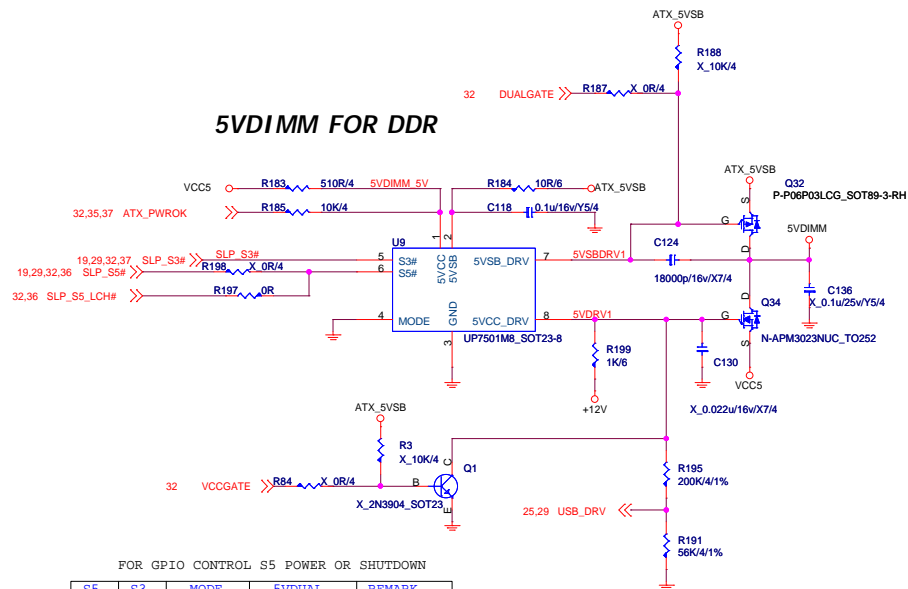 ATX_5VSB
R188
X_10K/4
32 DUALGATE
R187 X_0R/4
5VDIMM FOR DDR
ATX_5VSB
Q32
P-P06P03LCG_SOT89-3-RH
VCC5
R183 510R/4 5VDIMM_5V
R184 10R/6 ATX_5VSB
S
32,35,37 ATX_PWROK
R185 10K/4
C118 0.1u/16v/Y5/4
G
5VDIMM
U9
1
2
19,29,32,37 SLP_S3#
SLP_S3#
5 S3#
5VCC
5VSB
5VSB_DRV 7
5VSBDRV1
C124
D
19,29,32,36 SLP_S5#
R198 X_0R/4
6 S5#
18000p/16v/X7/4
C136
X_0.1u/25v/Y5/4
32,36 SLP_S5_LCH#
R197 0R
D
Q34
4 MODE
GND
5VCC_DRV 8
5VDRV1
G
N-APM3023NUC_TO252
3
UP7501M8_SOT23-8
S
R199
1K/6
C130
VCC5
+12V
X_0.022u/16v/X7/4
ATX_5VSB
R3
X_10K/4
C
Q1
32 VCCGATE
R84 X_0R/4
B
R195
200K/4/1%
X_2N3904_SOT23
E
25,29 USB_DRV
R191
56K/4/1%
FOR GPIO CONTROL S5 POWER OR SHUTDOWN
S5 S3 MODE 5VDUAL REMARK